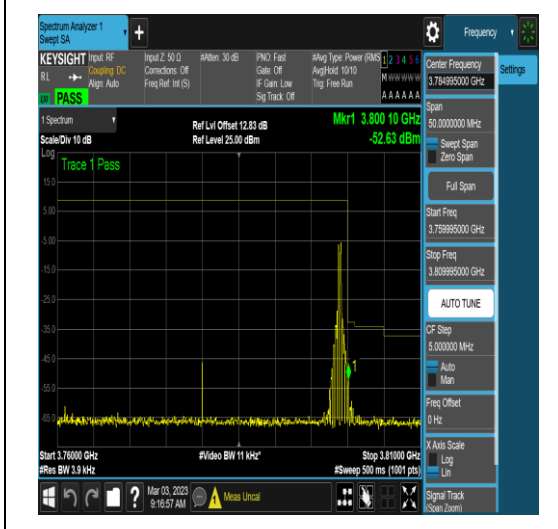 Spectrum Analyzer 1
Swept SA
Frequency
KEYSIGHT
RL
PASS
Input: RF
Coupling: DC
Align: Auto
Input Z: 50 Ω
Corrections: Off
Freq Ref: Int (S)
#Atten: 30 dB
PNO: Fast
Gate: Off
IF Gain: Low
Sig Track: Off
#Avg Type: Power (RMS)
Avg|Hold: 10/10
Trig: Free Run
1 2 3 4 5 6
M W W W W W
A A A A A A
1 Spectrum
Scale/Div 10 dB
Log
Ref Lvl Offset 12.83 dB
Ref Level 25.00 dBm
Mkr1 3.800 10 GHz
-52.63 dBm
Trace 1 Pass
15.0
5.00
-5.00
-15.0
-25.0
-35.0
-45.0
-55.0
-65.0
1
Start 3.76000 GHz
#Res BW 3.9 kHz
#Video BW 11 kHz*
Stop 3.81000 GHz
#Sweep 500 ms (1001 pts)
Mar 03, 2023
9:16:57 AM
Meas Uncal
Center Frequency
3.784995000 GHz
Settings
Span
50.0000000 MHz
Swept Span
Zero Span
Full Span
Start Freq
3.759995000 GHz
Stop Freq
3.809995000 GHz
AUTO TUNE
CF Step
5.000000 MHz
Auto
Man
Freq Offset
0 Hz
X Axis Scale
Log
Lin
Signal Track
(Span Zoom)